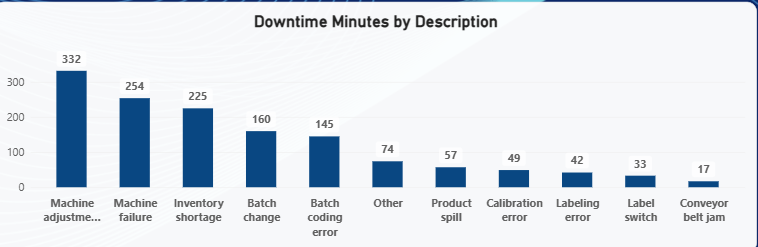 Downtime Minutes by Description
332
254
225
160
145
74
57
49
42
33
17
300
200
100
0
Machine
adjustme...
Machine
failure
Inventory
shortage
Batch
change
Batch
coding
error
Other
Product
spill
Calibration
error
Labeling
error
Label
switch
Conveyor
belt jam